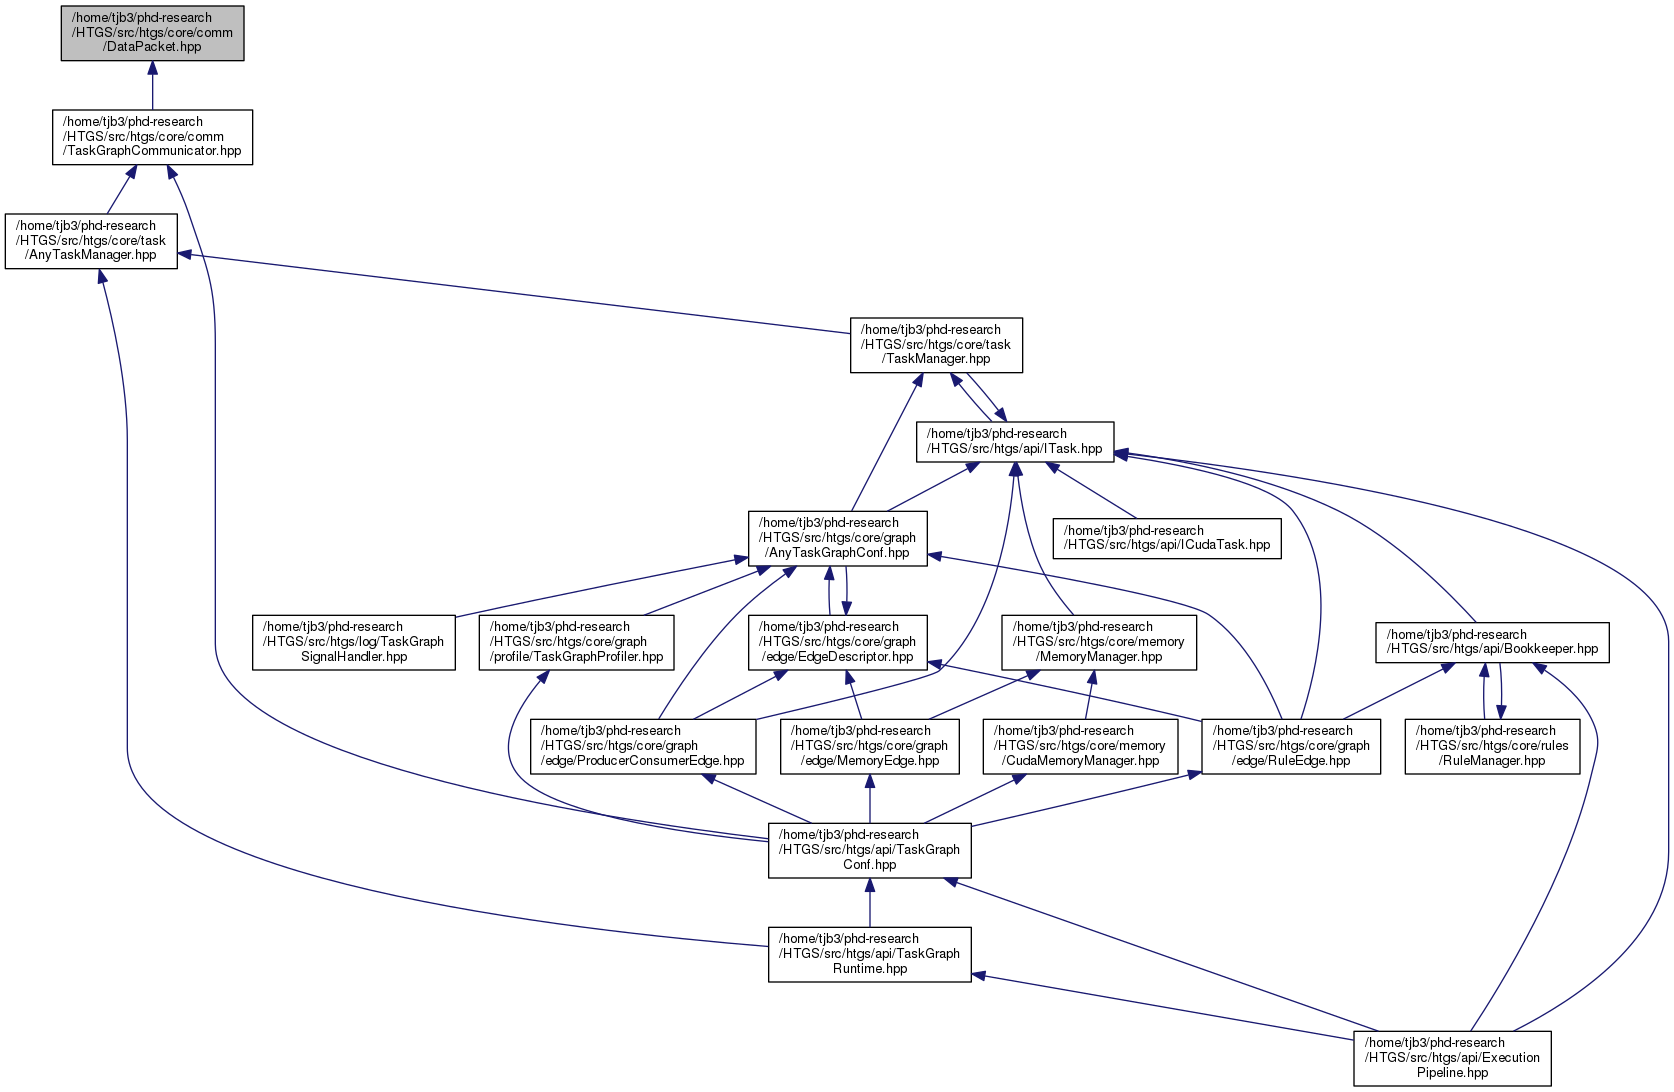 /home/tjb3/phd-research
/HTGS/src/htgs/core/comm
/DataPacket.hpp
/home/tjb3/phd-research
/HTGS/src/htgs/core/comm
/TaskGraphCommunicator.hpp
/home/tjb3/phd-research
/HTGS/src/htgs/core/task
/AnyTaskManager.hpp
/home/tjb3/phd-research
/HTGS/src/htgs/core/task
/TaskManager.hpp
/home/tjb3/phd-research
/HTGS/src/htgs/api/ITask.hpp
/home/tjb3/phd-research
/HTGS/src/htgs/core/graph
/AnyTaskGraphConf.hpp
/home/tjb3/phd-research
/HTGS/src/htgs/api/ICudaTask.hpp
/home/tjb3/phd-research
/HTGS/src/htgs/log/TaskGraph
SignalHandler.hpp
/home/tjb3/phd-research
/HTGS/src/htgs/core/graph
/profile/TaskGraphProfiler.hpp
/home/tjb3/phd-research
/HTGS/src/htgs/core/graph
/edge/EdgeDescriptor.hpp
/home/tjb3/phd-research
/HTGS/src/htgs/core/memory
/MemoryManager.hpp
/home/tjb3/phd-research
/HTGS/src/htgs/api/Bookkeeper.hpp
/home/tjb3/phd-research
/HTGS/src/htgs/core/graph
/edge/ProducerConsumerEdge.hpp
/home/tjb3/phd-research
/HTGS/src/htgs/core/graph
/edge/MemoryEdge.hpp
/home/tjb3/phd-research
/HTGS/src/htgs/core/memory
/CudaMemoryManager.hpp
/home/tjb3/phd-research
/HTGS/src/htgs/core/graph
/edge/RuleEdge.hpp
/home/tjb3/phd-research
/HTGS/src/htgs/core/rules
/RuleManager.hpp
/home/tjb3/phd-research
/HTGS/src/htgs/api/TaskGraph
Conf.hpp
/home/tjb3/phd-research
/HTGS/src/htgs/api/TaskGraph
Runtime.hpp
/home/tjb3/phd-research
/HTGS/src/htgs/api/Execution
Pipeline.hpp